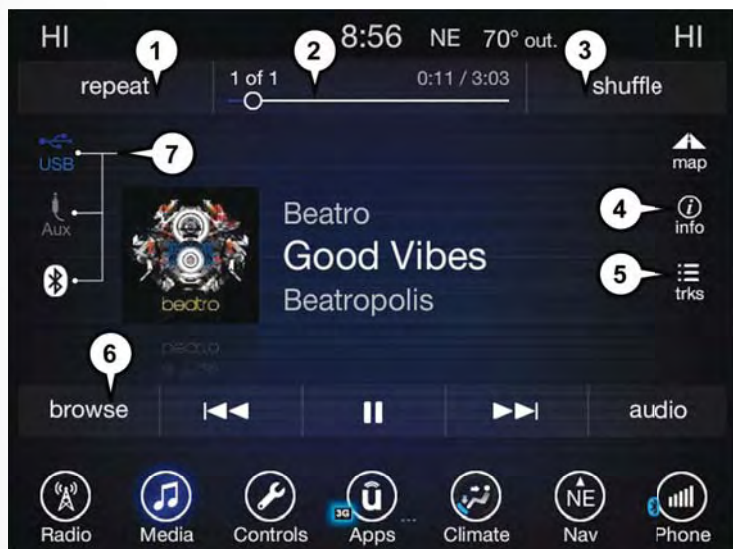 HI 8:56 NE 70° out. HI
1 2 3
repeat 1 of 1 0:11 / 3:03 shuffle
USB 7 map
Aux 4 info
Beatro
Good Vibes
Beatropolis
beatro
5 trks
6
browse audio
3G NE
Radio Media Controls Apps ... Climate Nav Phone